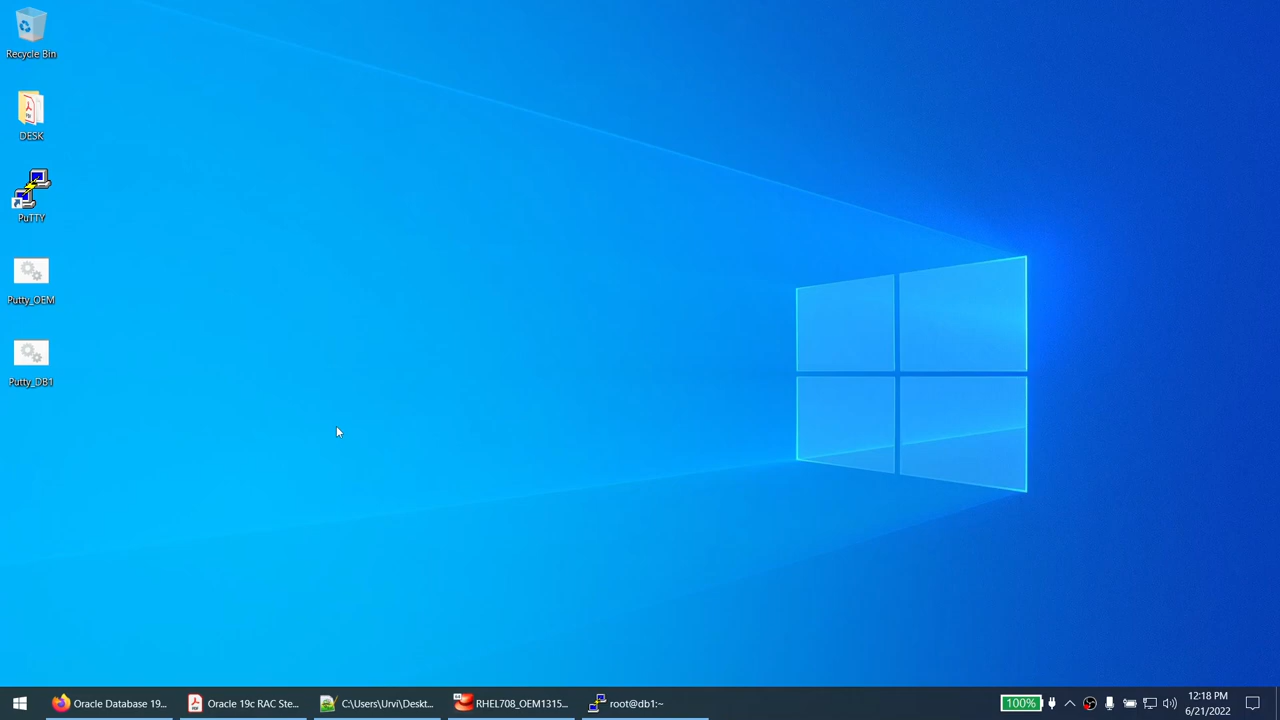 Recycle Bin
DESK
PuTTY
Putty_OEM
Putty_DB1
Oracle Database 19...
Oracle 19c RAC Ste...
C:\Users\Urvi\Deskt...
RHEL708_OEM1315...
root@db1:~
100%
12:18 PM
6/21/2022